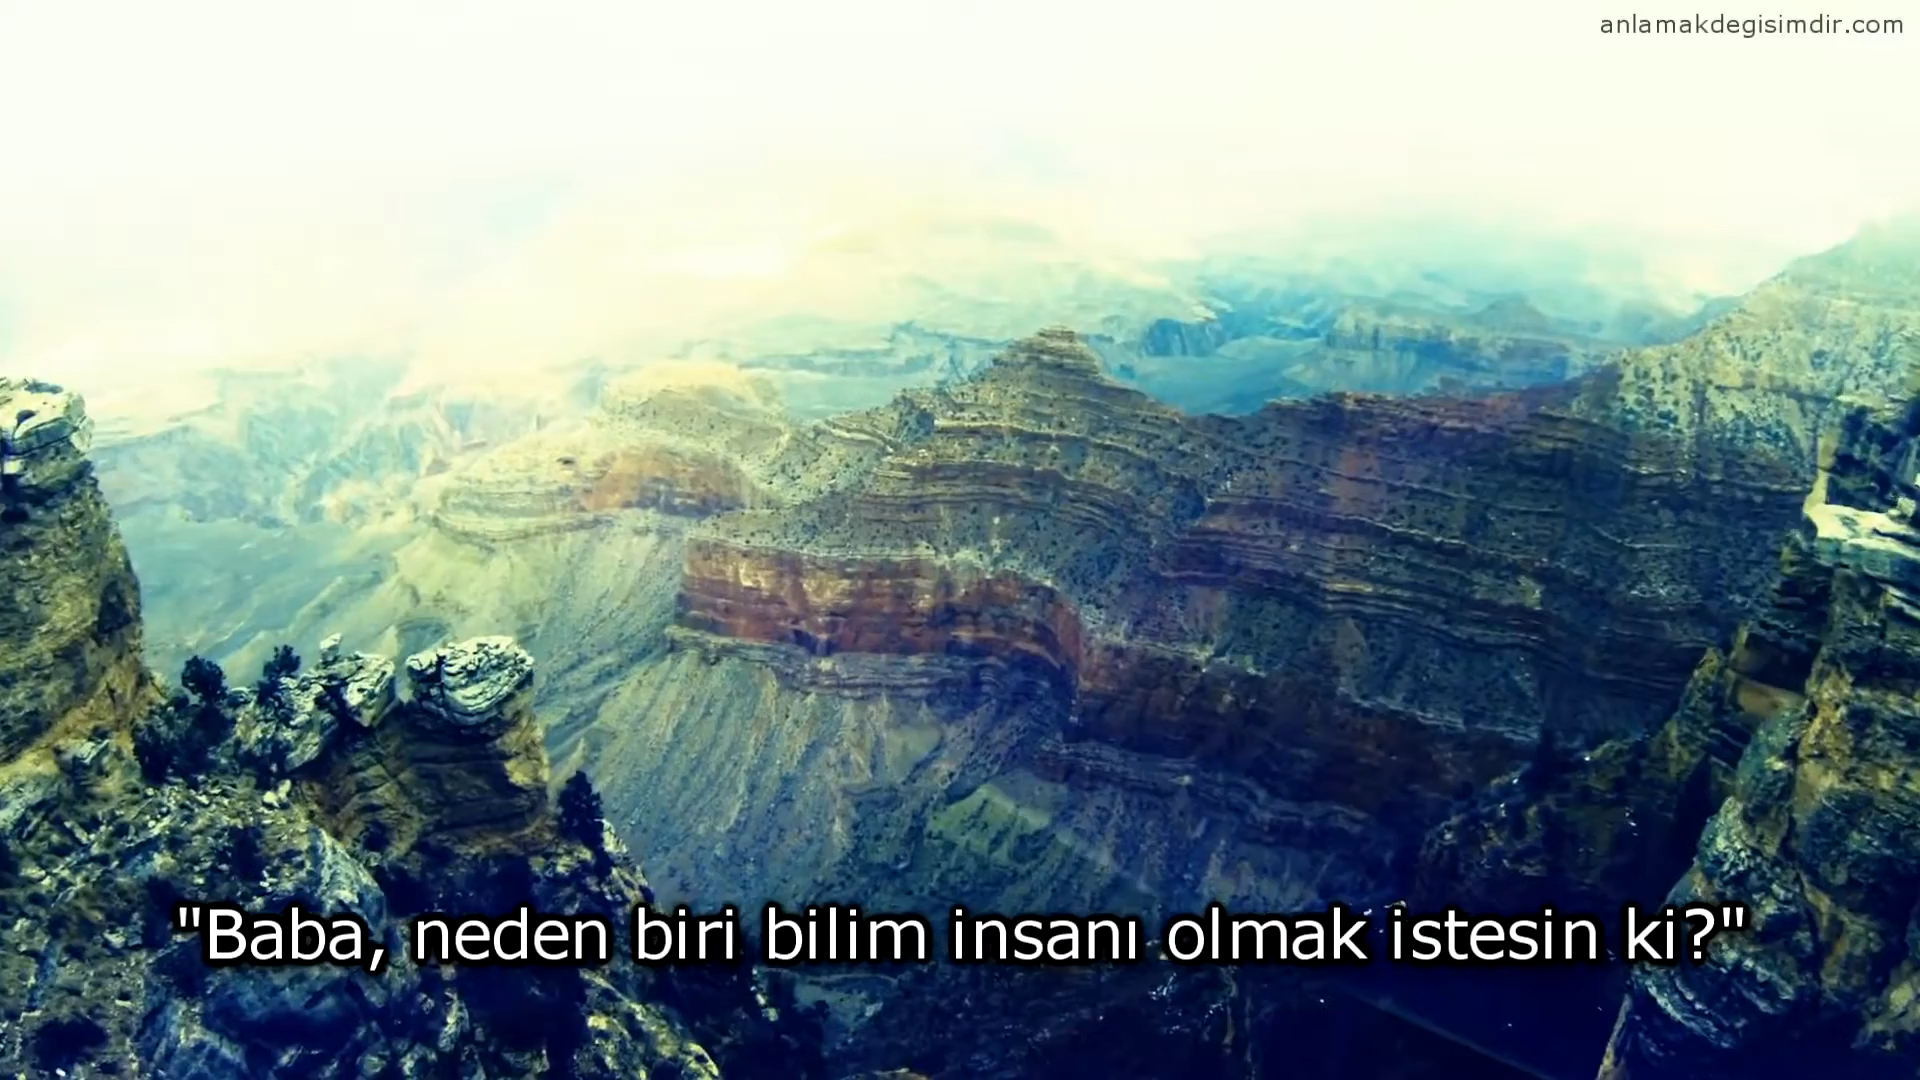 anlamakdegisimdir.com
"Baba, neden biri bilim insanı olmak istesin ki?"